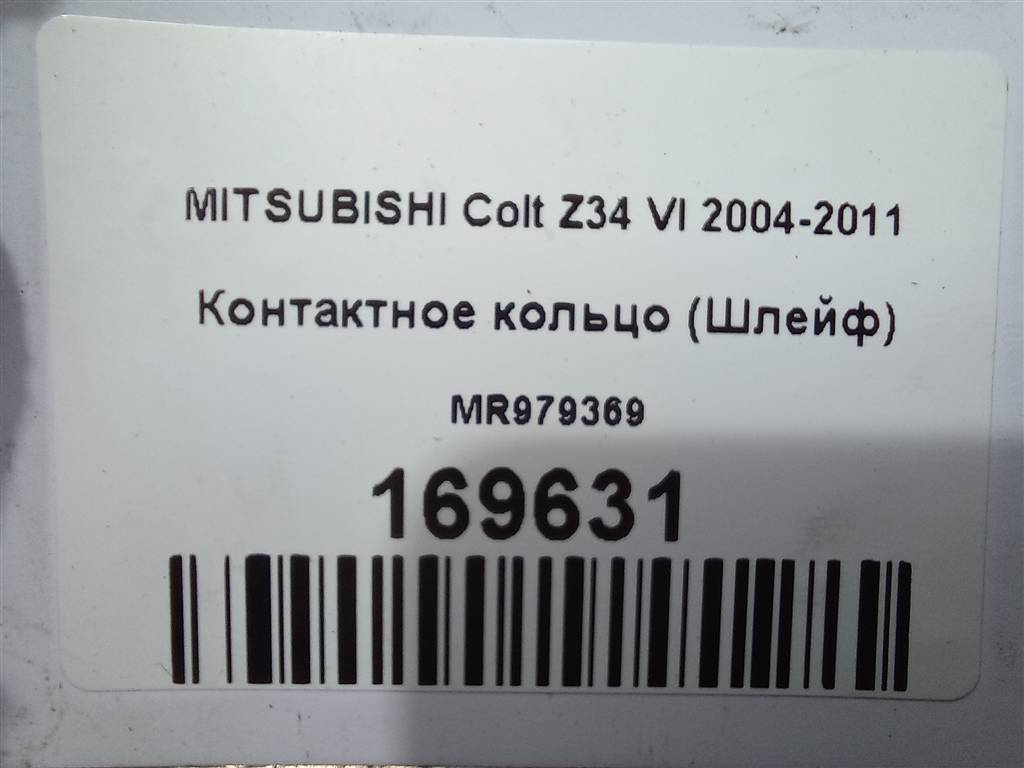 MITSUBISHI Colt Z34 VI 2004-2011
Контактное кольцо (Шлейф)
MR979369
169631